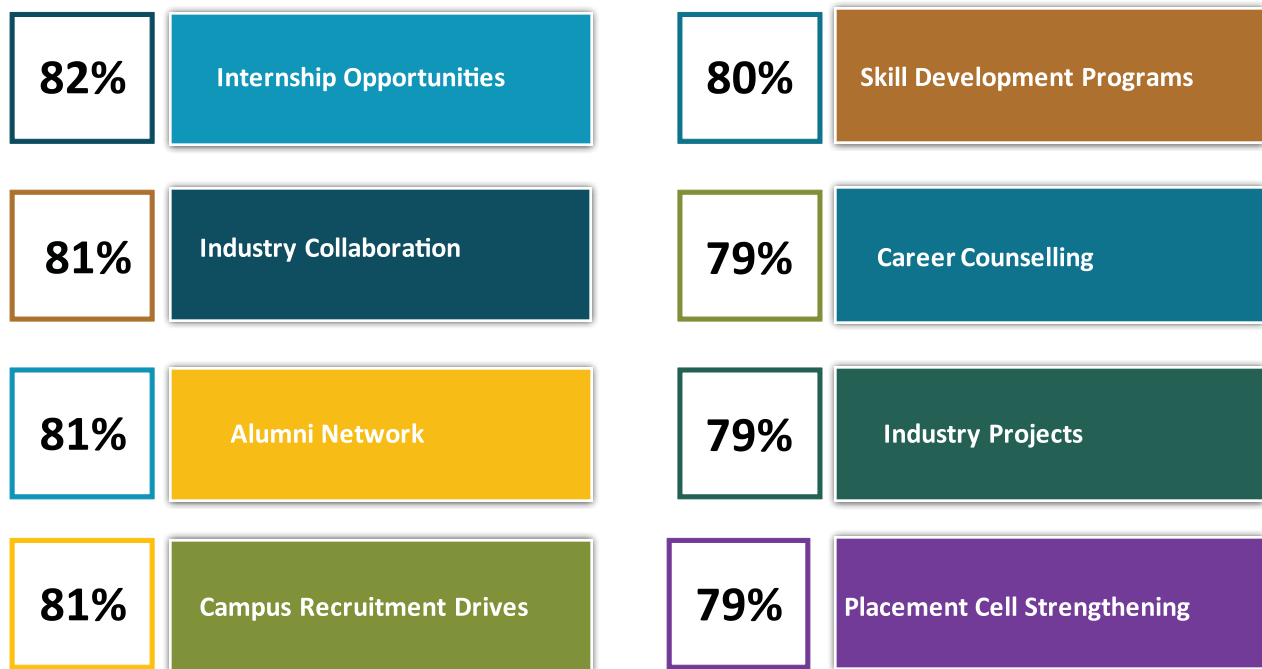 82% Internship Opportunities
80% Skill Development Programs
81% Industry Collaboration
79% Career Counselling
81% Alumni Network
79% Industry Projects
81% Campus Recruitment Drives
79% Placement Cell Strengthening